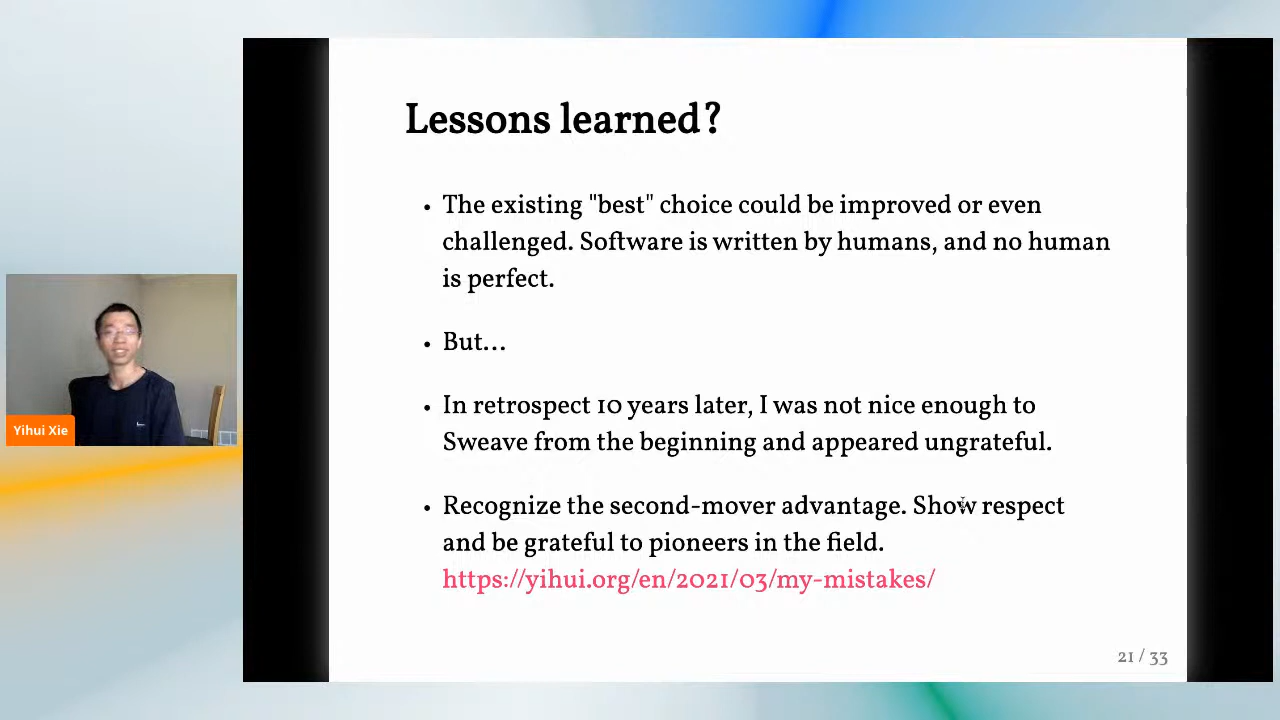 Lessons learned?
• The existing "best" choice could be improved or even
challenged. Software is written by humans, and no human
is perfect.
• But...
• In retrospect 10 years later, I was not nice enough to
Sweave from the beginning and appeared ungrateful.
• Recognize the second-mover advantage. Show respect
and be grateful to pioneers in the field.
https://yihui.org/en/2021/03/my-mistakes/
21 / 33
Yihui Xie